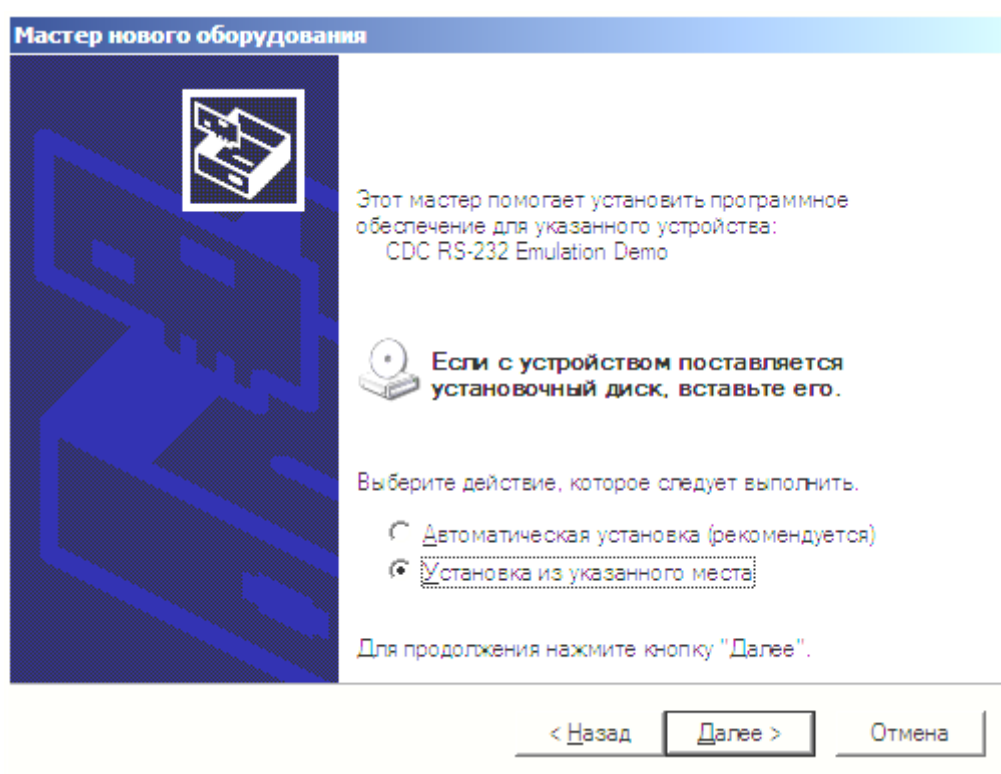 Мастер нового оборудования
Этот мастер помогает установить программное
обеспечение для указанного устройства:
CDC RS-232 Emulation Demo
Если с устройством поставляется
установочный диск, вставьте его.
Выберите действие, которое следует выполнить.
Автоматическая установка (рекомендуется)
Установка из указанного места
Для продолжения нажмите кнопку "Далее".
< Назад Далее > Отмена